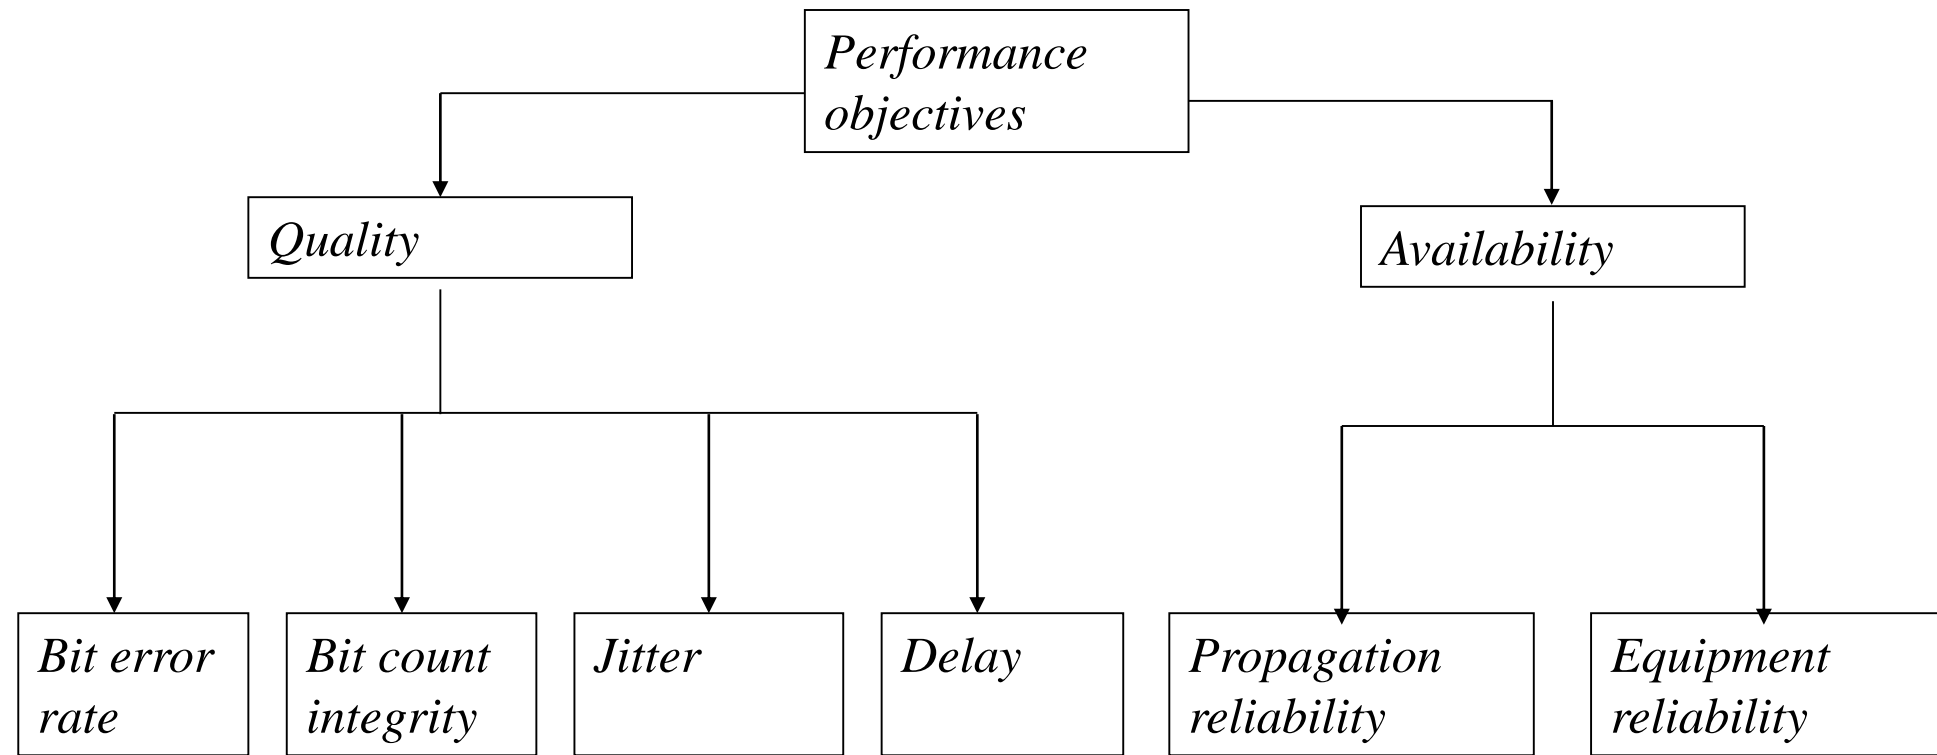 Performance
objectives
Quality
Availability
Bit error
rate
Bit count
integrity
Jitter
Delay
Propagation
reliability
Equipment
reliability